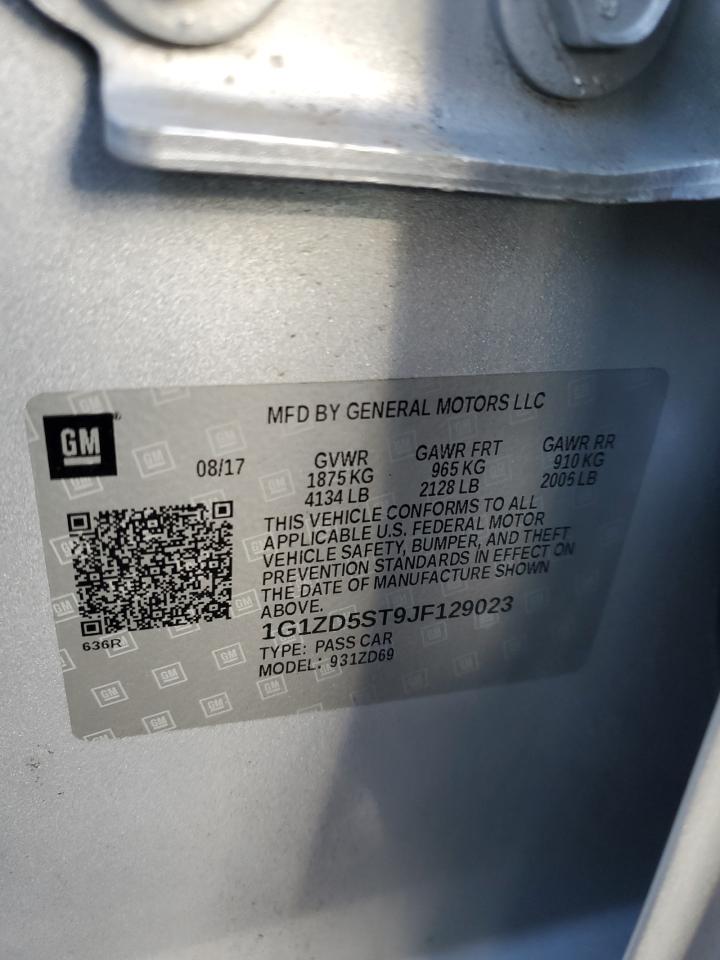 MFD BY GENERAL MOTORS LLC
GM
08/17
GVWR
1875 KG
4134 LB
GAWR FRT
965 KG
2128 LB
GAWR RR
910 KG
2005 LB
THIS VEHICLE CONFORMS TO ALL
APPLICABLE U.S. FEDERAL MOTOR
VEHICLE SAFETY, BUMPER, AND THEFT
PREVENTION STANDARDS IN EFFECT ON
THE DATE OF MANUFACTURE SHOWN
ABOVE.
636R
1G1ZD5ST9JF129023
TYPE: PASS CAR
MODEL: 931ZD69